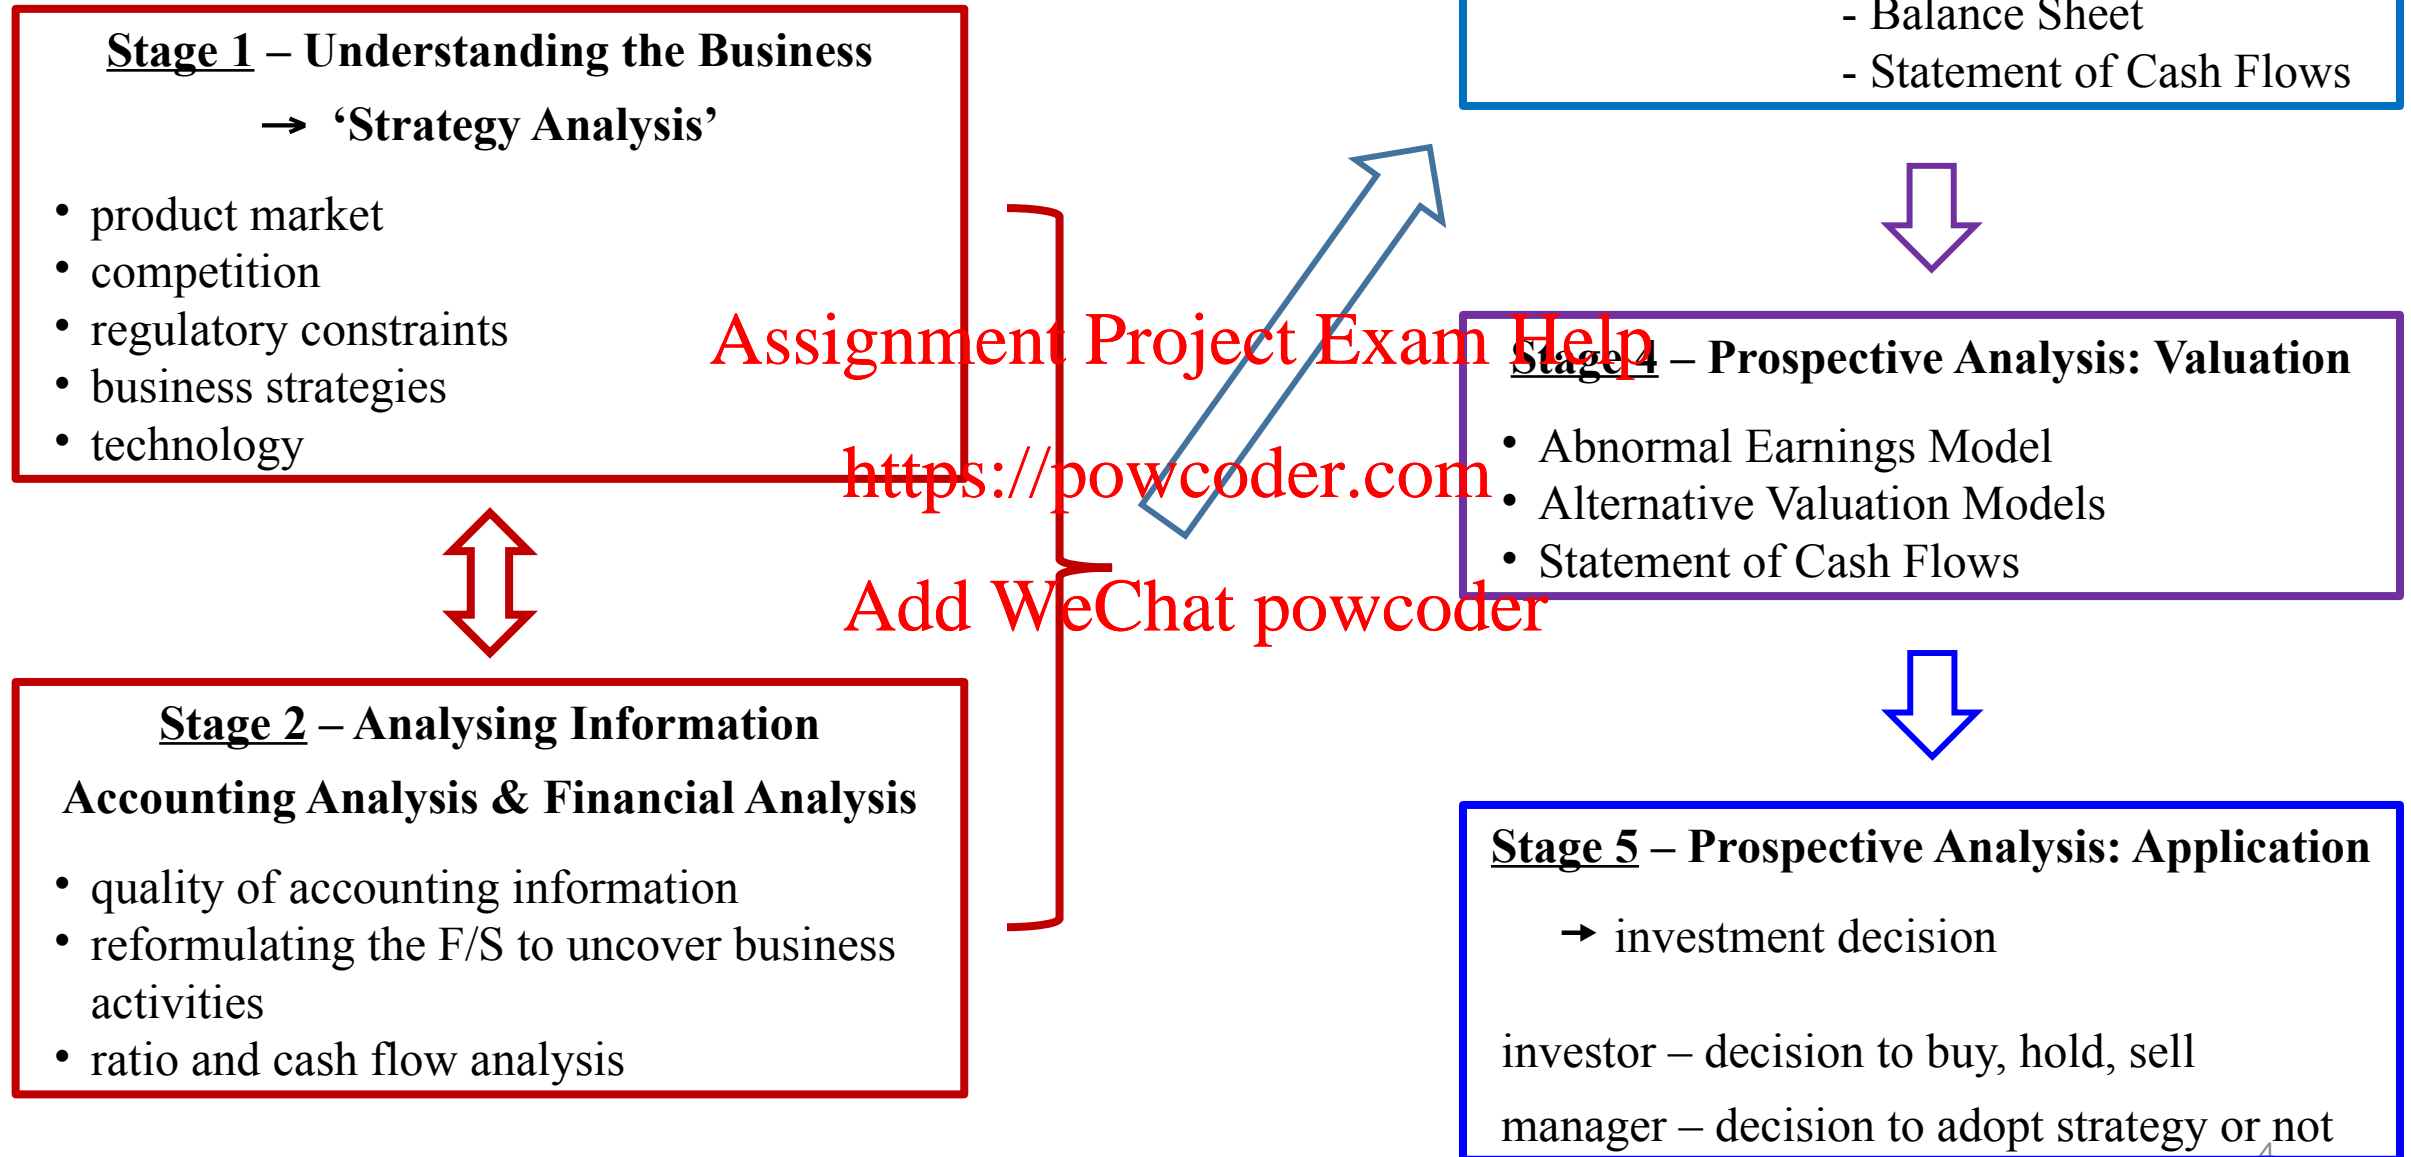 Stage 1 – Understanding the Business
→ ‘Strategy Analysis’
• product market
• competition
• regulatory constraints
• business strategies
• technology
Stage 2 – Analysing Information
Accounting Analysis & Financial Analysis
• quality of accounting information
• reformulating the F/S to uncover business
activities
• ratio and cash flow analysis
- Balance Sheet
- Statement of Cash Flows
Assignment Project Exam Help
https://powcoder.com
Add WeChat powcoder
Stage 4 – Prospective Analysis: Valuation
• Abnormal Earnings Model
• Alternative Valuation Models
• Statement of Cash Flows
Stage 5 – Prospective Analysis: Application
→ investment decision
investor – decision to buy, hold, sell
manager – decision to adopt strategy or not
4